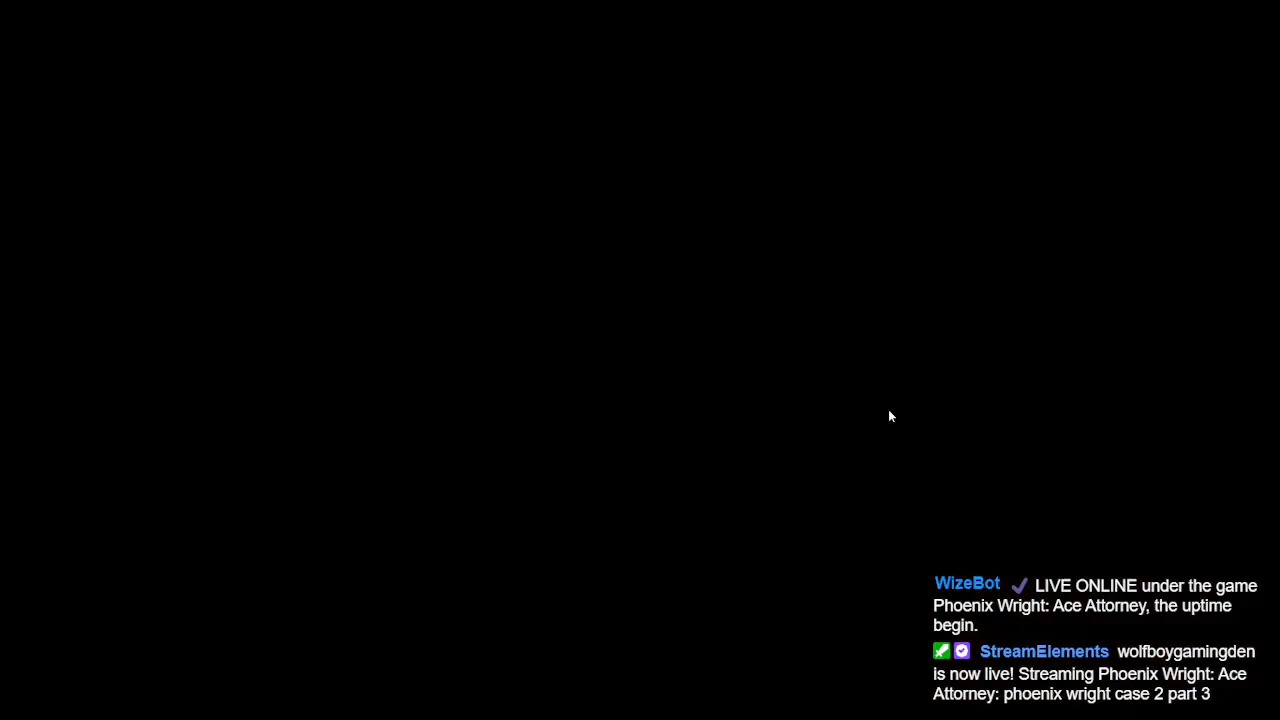 WizeBot LIVE ONLINE under the game
Phoenix Wright: Ace Attorney, the uptime
begin.
StreamElements wolfboygamingden
is now live! Streaming Phoenix Wright: Ace
Attorney: phoenix wright case 2 part 3